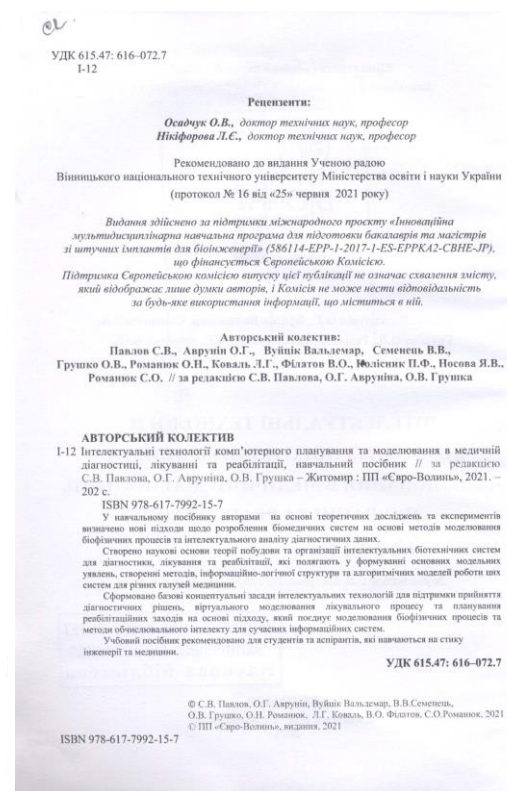 УДК 615.47: 616–072.7
І-12
Рецензенти:
Осадчук О.В., доктор технічних наук, професор
Нікіфорова Л.Є., доктор технічних наук, професор
Рекомендовано до видання Ученою радою
Вінницького національного технічного університету Міністерства освіти і науки України
(протокол № 16 від «25» червня 2021 року)
Видання здійснено за підтримки міжнародного проєкту «Інноваційна
мультидисциплінарна навчальна програма для підготовки бакалаврів та магістрів
зі штучних імплантів для біоінженерії» (586114-EPP-1-2017-1-ES-EPPKA2-CBHE-JP),
що фінансується Європейською Комісією.
Підтримка Європейською комісією випуску цієї публікації не означає схвалення змісту,
який відображає лише думки авторів, і Комісія не може нести відповідальність
за будь-яке використання інформації, що міститься в ній.
Авторський колектив:
Павлов С.В., Аврунін О.Г., Вуйцік Вальдемар, Семенець В.В.,
Грушко О.В., Романюк О.Н., Коваль Л.Г., Філатов В.О., Колісник П.Ф., Носова Я.В.,
Романюк С.О. // за редакцією С.В. Павлова, О.Г. Авруніна, О.В. Грушка
АВТОРСЬКИЙ КОЛЕКТИВ
І-12 Інтелектуальні технології комп’ютерного планування та моделювання в медичній
діагностиці, лікуванні та реабілітації, навчальний посібник // за редакцією
С.В. Павлова, О.Г. Авруніна, О.В. Грушка – Житомир : ПП «Євро-Волинь», 2021. –
202 с.
ISBN 978-617-7992-15-7
У навчальному посібнику авторами на основі теоретичних досліджень та експериментів
визначено нові підходи щодо розроблення біомедичних систем на основі методів моделювання
біофізичних процесів та інтелектуального аналізу діагностичних даних.
Створено наукові основи теорії побудови та організації інтелектуальних біотехнічних систем
для діагностики, лікування та реабілітації, які полягають у формуванні основних модельних
уявлень, створенні методів, інформаційно-логічної структури та алгоритмічних моделей роботи цих
систем для різних галузей медицини.
Сформовано базові концептуальні засади інтелектуальних технологій для підтримки прийняття
діагностичних рішень, віртуального моделювання лікувального процесу та планування
реабілітаційних заходів на основі підходу, який поєднує моделювання біофізичних процесів та
методи обчислювального інтелекту для сучасних інформаційних систем.
Учбовий посібник рекомендовано для студентів та аспірантів, які навчаються на стику
інженерії та медицини.
УДК 615.47: 616–072.7
© С.В. Павлов, О.Г. Аврунін, Вуйцік Вальдемар, В.В.Семенець,
О.В. Грушко, О.Н. Романюк, Л.Г. Коваль, В.О. Філатов, С.О.Романюк, 2021
© ПП «Євро-Волинь», видання, 2021
ISBN 978-617-7992-15-7